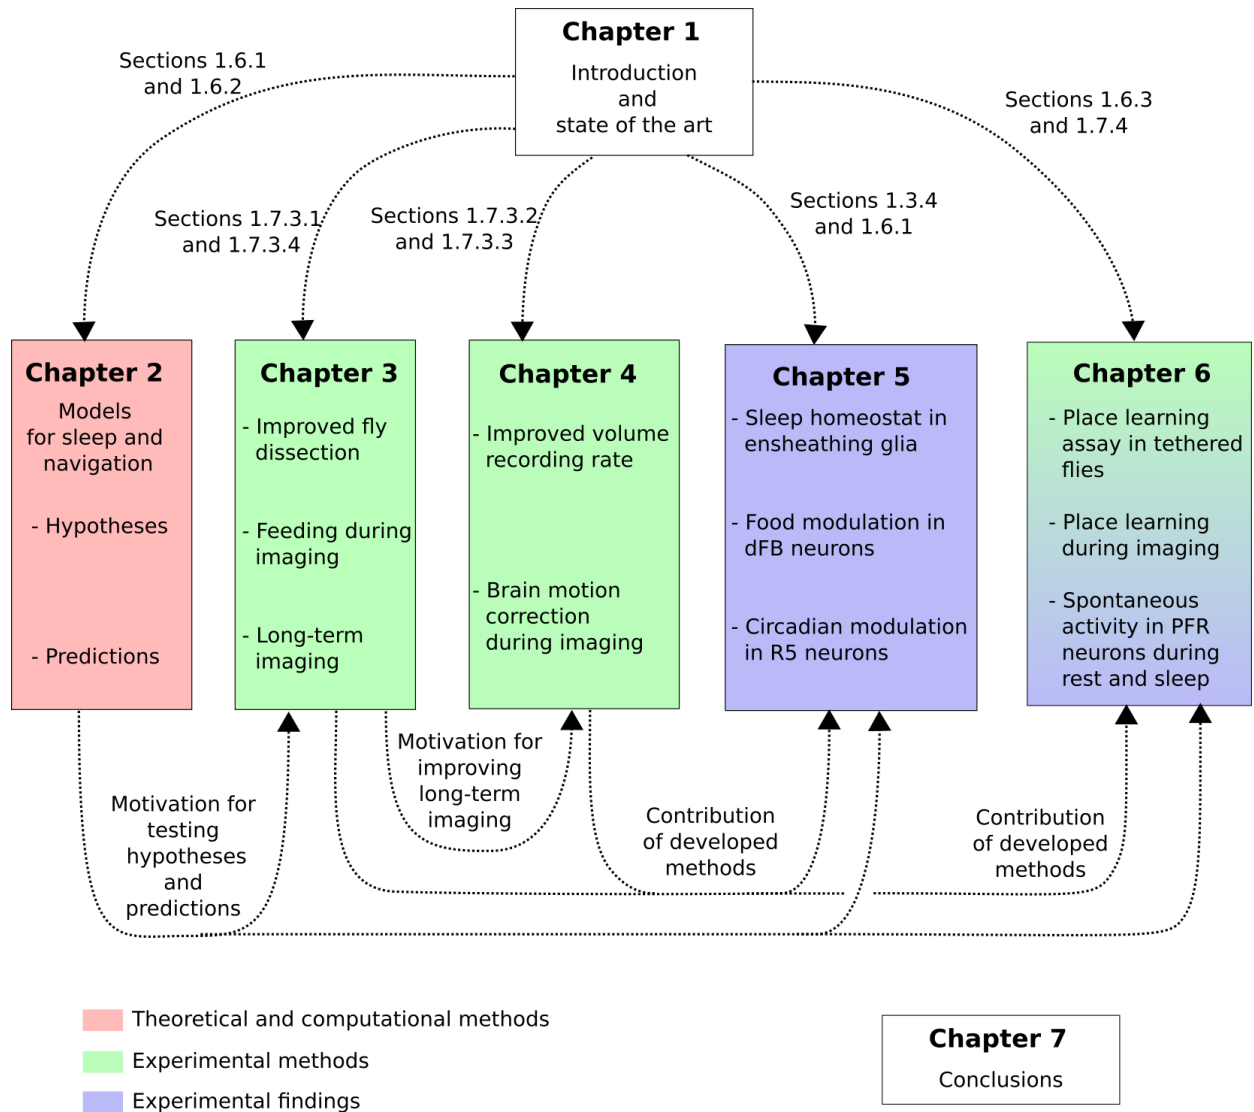 Chapter 1
Introduction
and
state of the art
Sections 1.6.1
and 1.6.2
Sections 1.7.3.1
and 1.7.3.4
Sections 1.7.3.2
and 1.7.3.3
Sections 1.3.4
and 1.6.1
Sections 1.6.3
and 1.7.4
Chapter 2
Models
for sleep and
navigation
- Hypotheses
- Predictions
Chapter 3
- Improved fly
dissection
- Feeding during
imaging
- Long-term
imaging
Chapter 4
- Improved volume
recording rate
- Brain motion
correction
during imaging
Chapter 5
- Sleep homeostat in
ensheathing glia
- Food modulation in
dFB neurons
- Circadian modulation
in R5 neurons
Chapter 6
- Place learning
assay in tethered
flies
- Place learning
during imaging
- Spontaneous
activity in PFR
neurons during
rest and sleep
Motivation for
testing
hypotheses
and
predictions
Motivation for
improving
long-term
imaging
Contribution
of developed
methods
Contribution
of developed
methods
Theoretical and computational methods
Experimental methods
Experimental findings
Chapter 7
Conclusions